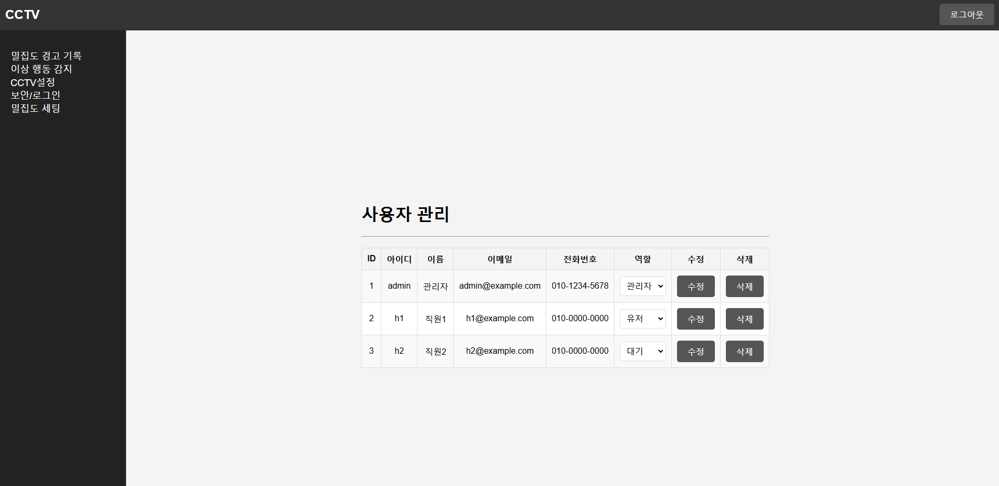 CCTV
로그아웃
밀집도 경고 기록
이상 행동 감지
CCTV설정
보안/로그인
밀집도 세팅
사용자 관리
ID 아이디 이름 이메일 전화번호 역할 수정 삭제
1 admin 관리자 admin@example.com 010-1234-5678 관리자 수정 삭제
2 h1 직원1 h1@example.com 010-0000-0000 유저 수정 삭제
3 h2 직원2 h2@example.com 010-0000-0000 대기 수정 삭제